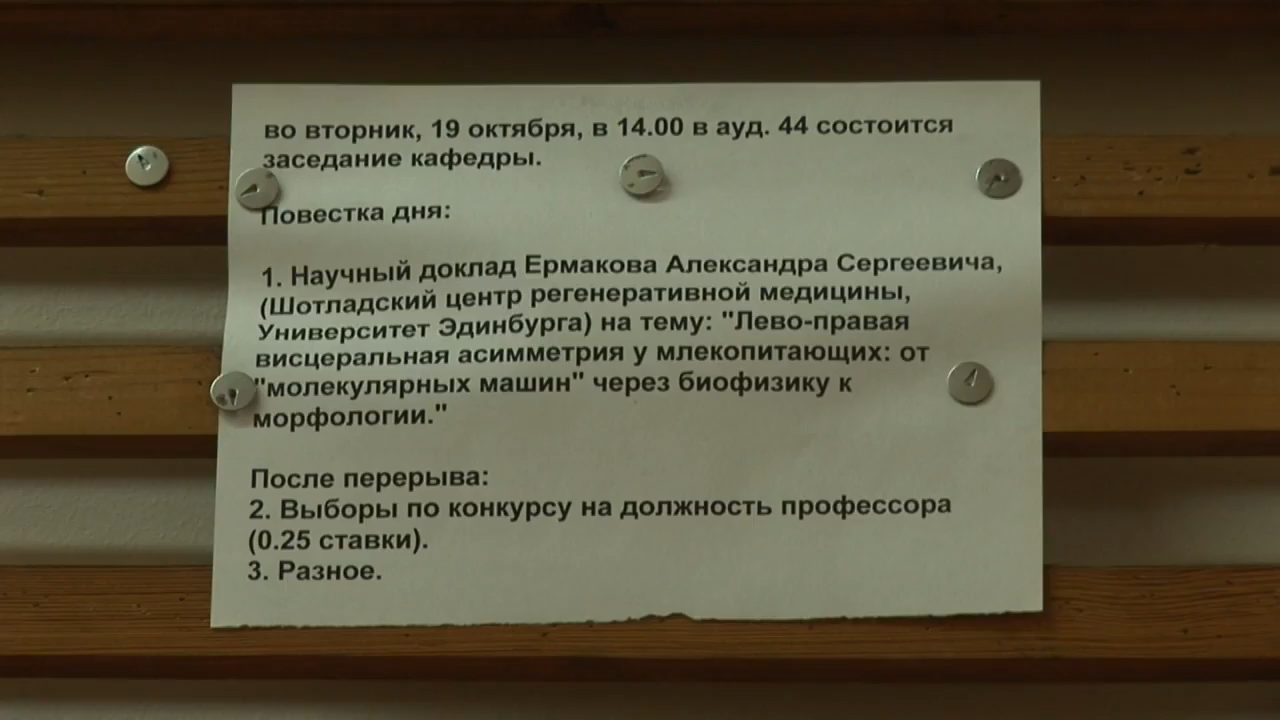 во вторник, 19 октября, в 14.00 в ауд. 44 состоится
заседание кафедры.
Повестка дня:
1. Научный доклад Ермакова Александра Сергеевича,
(Шотладский центр регенеративной медицины,
Университет Эдинбурга) на тему: "Лево-правая
висцеральная асимметрия у млекопитающих: от
"молекулярных машин" через биофизику к
морфологии."
После перерыва:
2. Выборы по конкурсу на должность профессора
(0.25 ставки).
3. Разное.